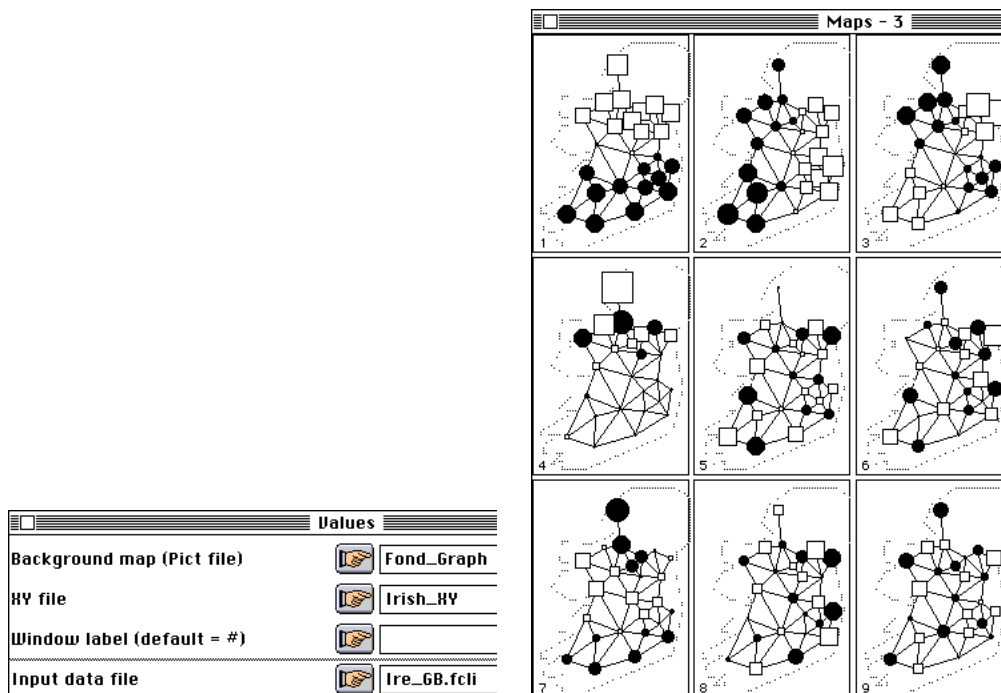 Maps - 3
1
2
3
4
5
6
7
8
9
Values
Background map (Pict file) Fond_Graph
XY file Irish_XY
Window label (default = #)
Input data file Ire_GB.fcli